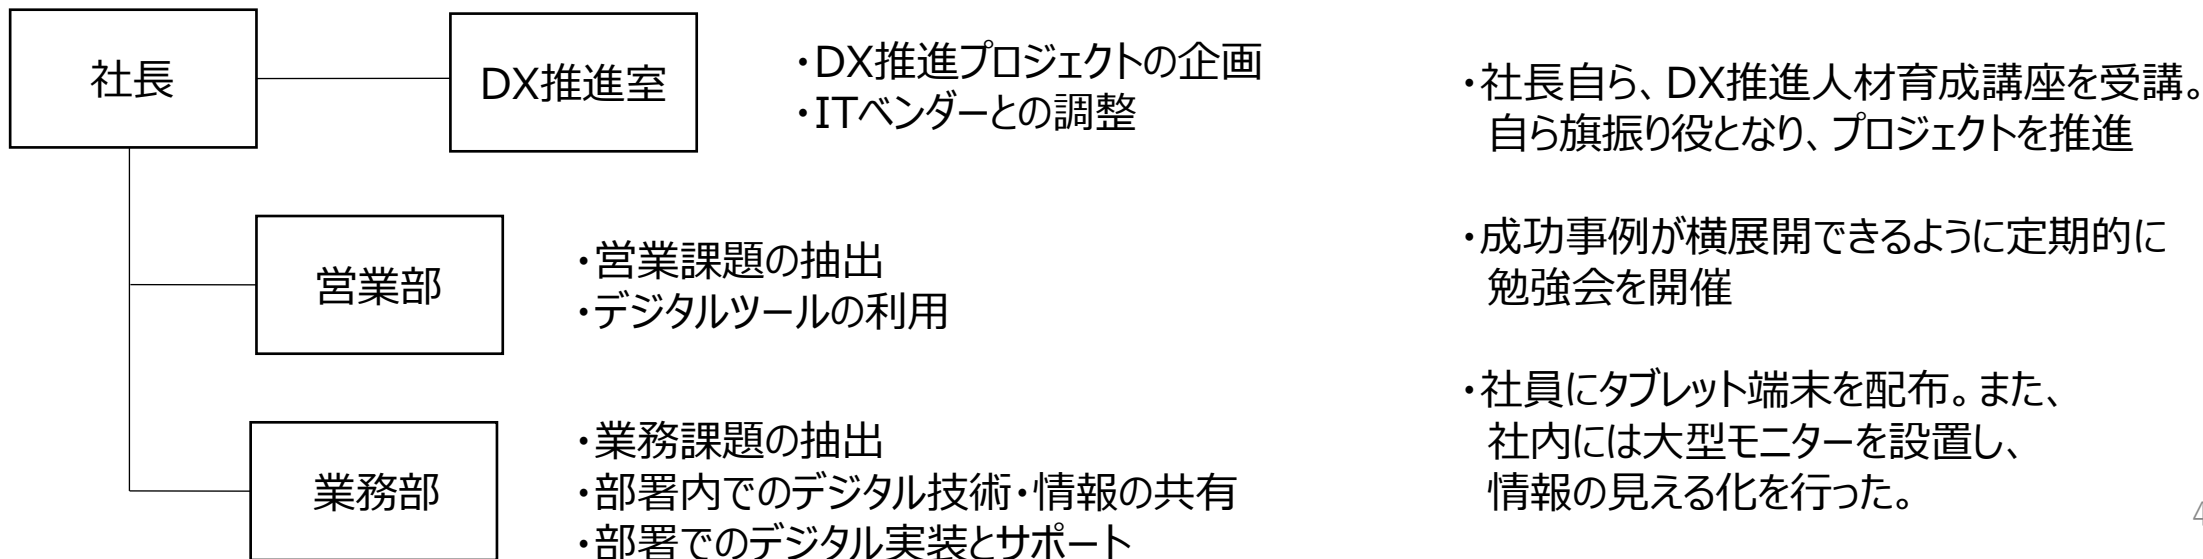 社長
DX推進室
・DX推進プロジェクトの企画
・ITベンダーとの調整
営業部
・営業課題の抽出
・デジタルツールの利用
業務部
・業務課題の抽出
・部署内でのデジタル技術・情報の共有
・部署でのデジタル実装とサポート
・社長自ら、DX推進人材育成講座を受講。
自ら旗振り役となり、プロジェクトを推進
・成功事例が横展開できるように定期的に
勉強会を開催
・社員にタブレット端末を配布。また、
社内には大型モニターを設置し、
情報の見える化を行った。
4